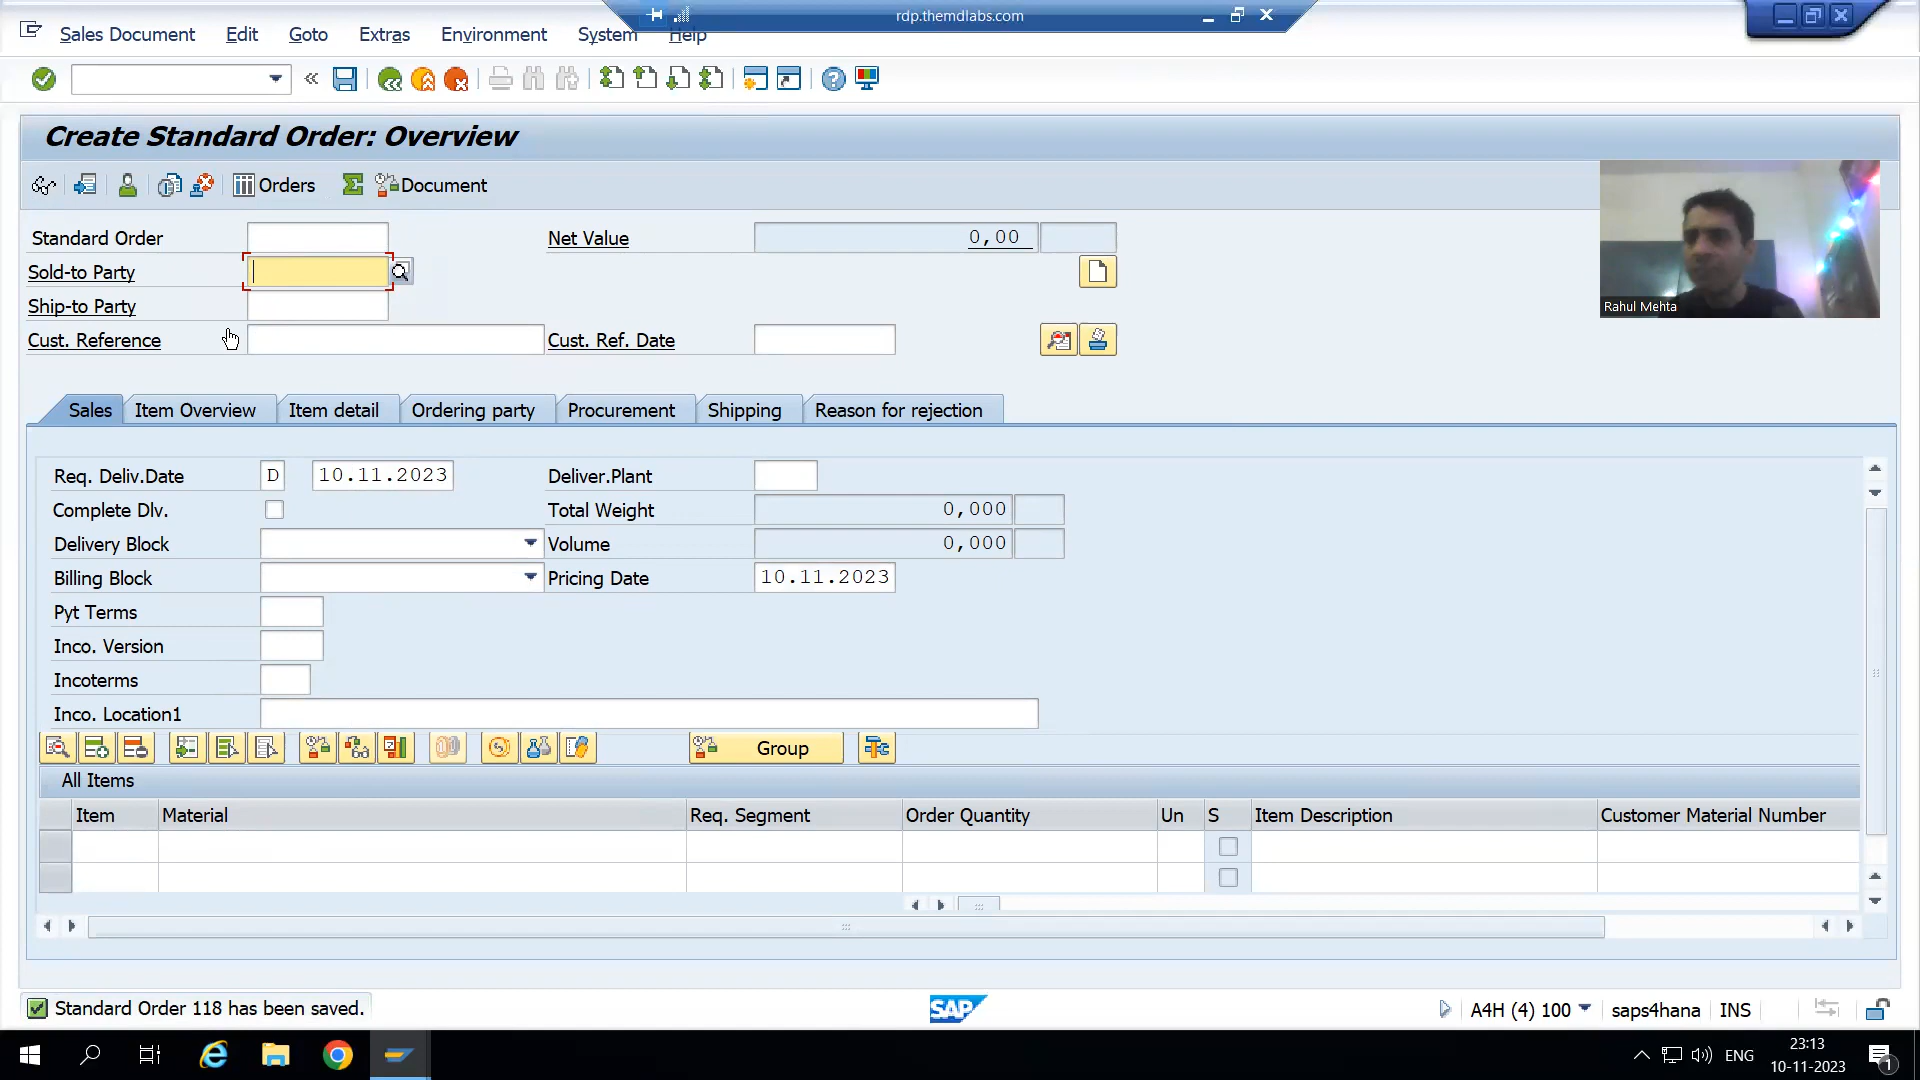 rdp.themdlabs.com
Sales Document Edit Goto Extras Environment System Help
Create Standard Order: Overview
Orders Document
Standard Order Net Value 0,00
Sold-to Party
Ship-to Party
Cust. Reference Cust. Ref. Date
Rahul Mehta
Sales Item Overview Item detail Ordering party Procurement Shipping Reason for rejection
Req. Deliv.Date D 10.11.2023 Deliver.Plant
Complete Dlv. Total Weight 0,000
Delivery Block Volume 0,000
Billing Block Pricing Date 10.11.2023
Pyt Terms
Inco. Version
Incoterms
Inco. Location1
Group
All Items
Item Material Req. Segment Order Quantity Un S Item Description Customer Material Number
Standard Order 118 has been saved. SAP A4H (4) 100 saps4hana INS
ENG 23:13
10-11-2023 1